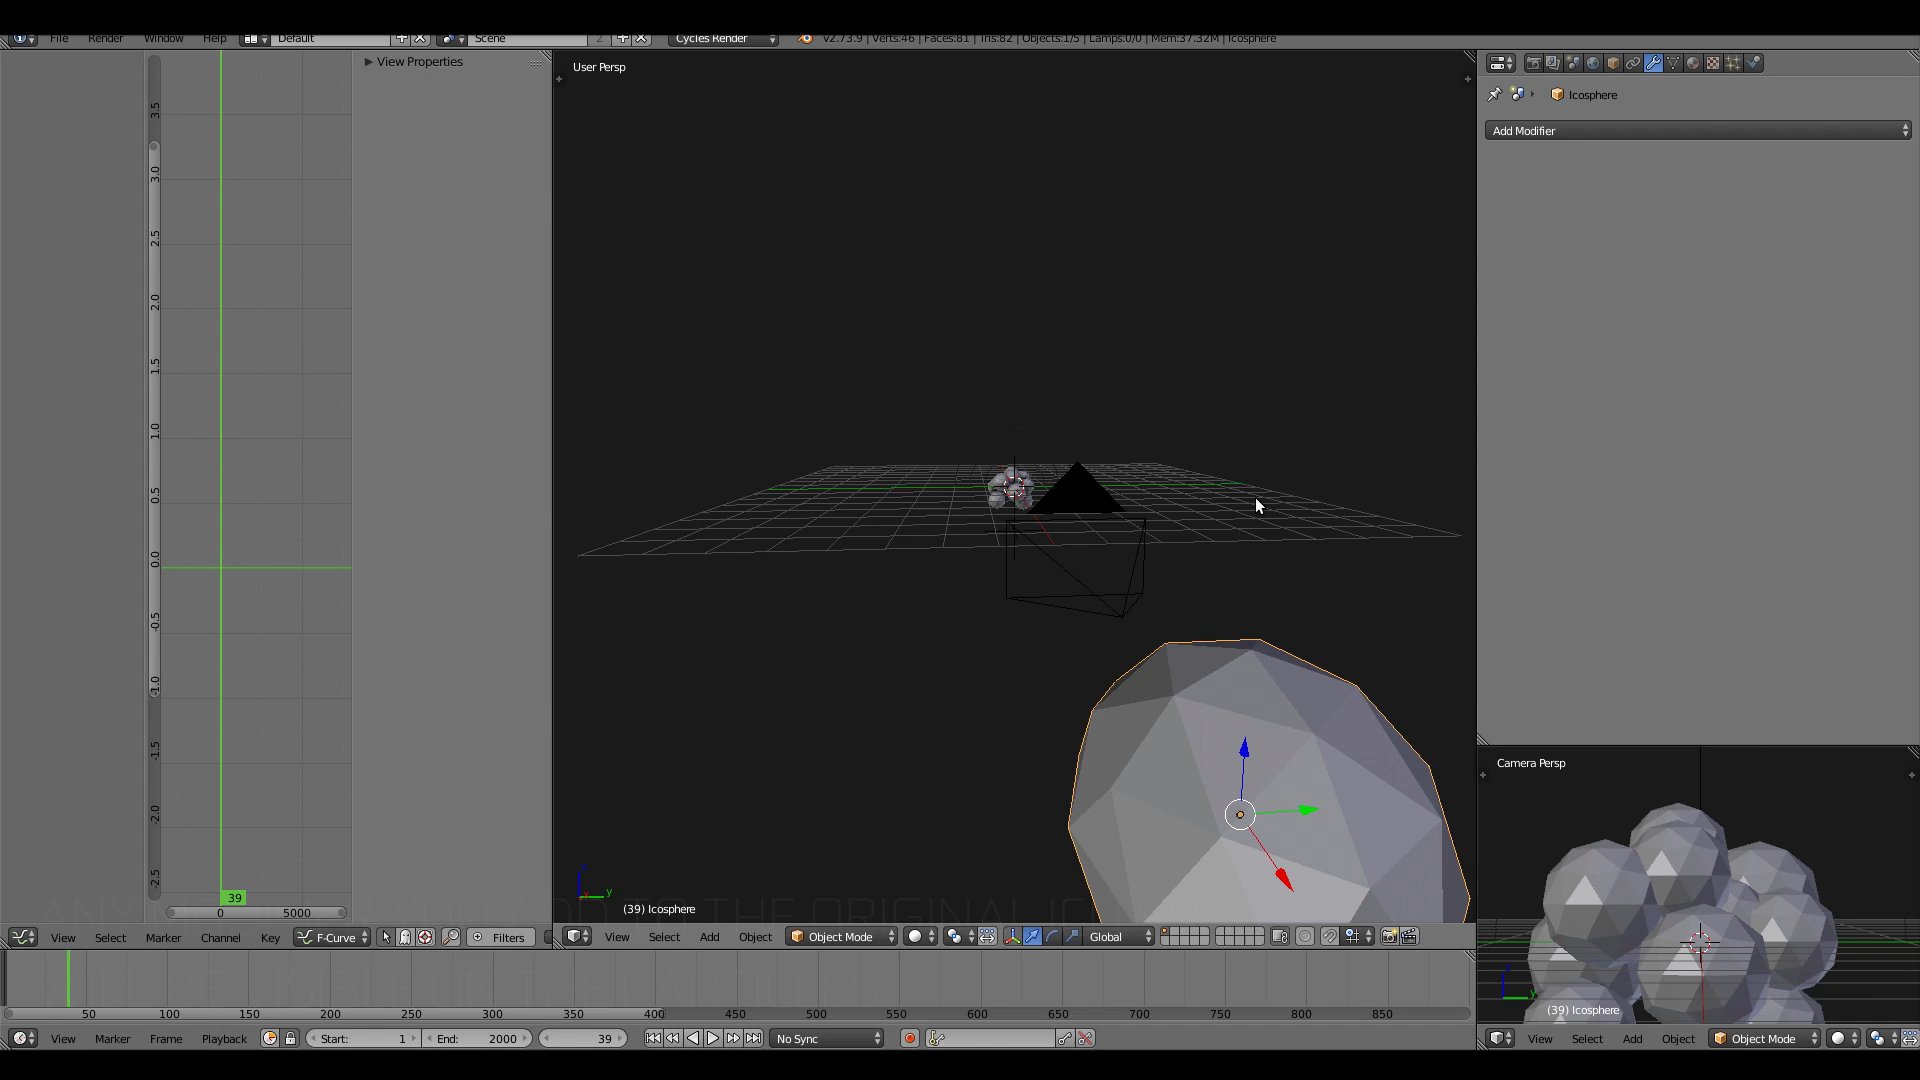 File Render Window Help Default Scene 2 Cycles Render v2.73.9 | Verts:46 | Faces:81 | Tris:82 | Objects:1/5 | Lamps:0/0 | Mem:37.32M | Icosphere
View Properties
User Persp
Icosphere
Add Modifier
3.5
3.0
2.5
2.0
1.5
1.0
0.5
0.0
-0.5
-1.0
-1.5
-2.0
-2.5
39
0 5000
(39) Icosphere
Camera Persp
(39) Icosphere
View Select Marker Channel Key F-Curve Filters
View Select Add Object Object Mode Global
50 100 150 200 250 300 350 400 450 500 550 600 650 700 750 800 850
View Marker Frame Playback Start: 1 End: 2000 39 No Sync
View Select Add Object Object Mode